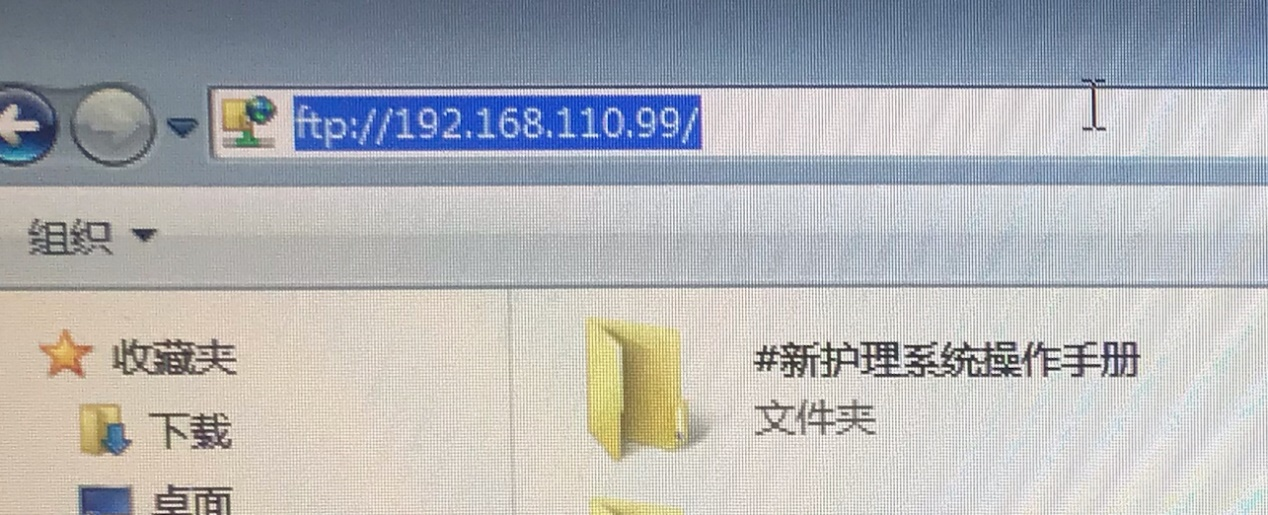 ftp://192.168.110.99/
组织
收藏夹
下载
桌面
#新护理系统操作手册
文件夹